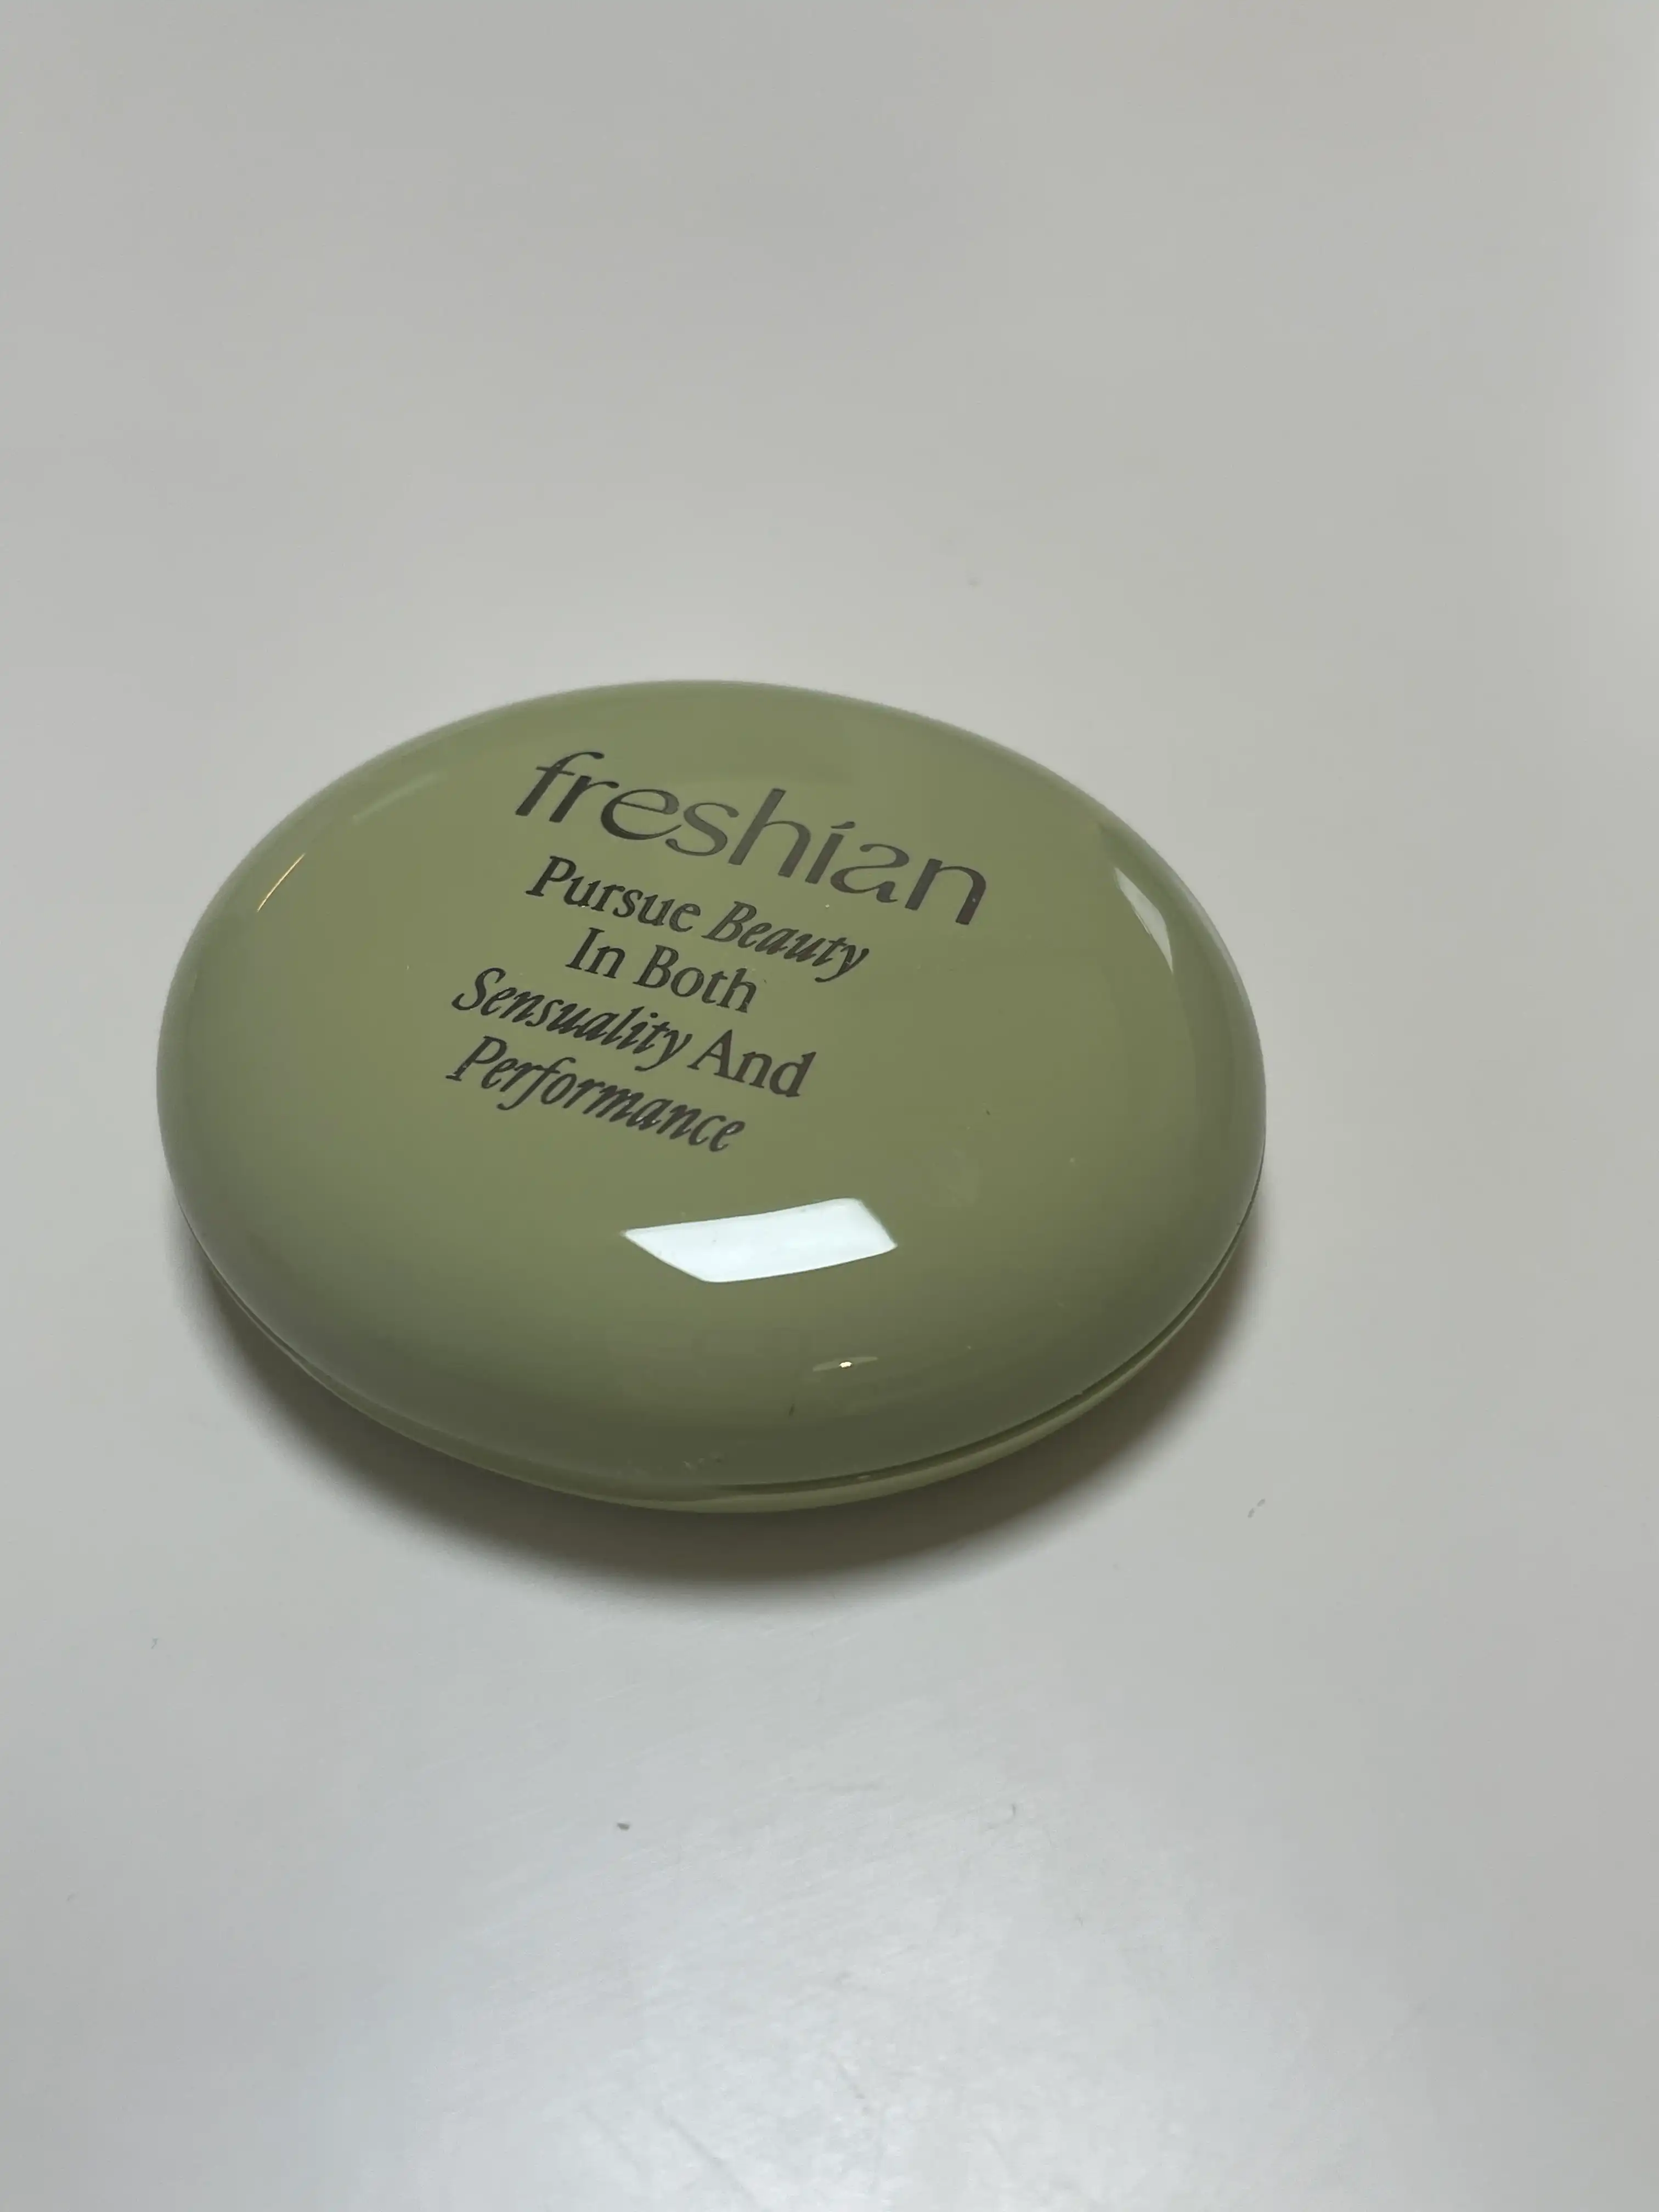 freshian
Pursue Beauty
In Both
Sensuality And
Performance